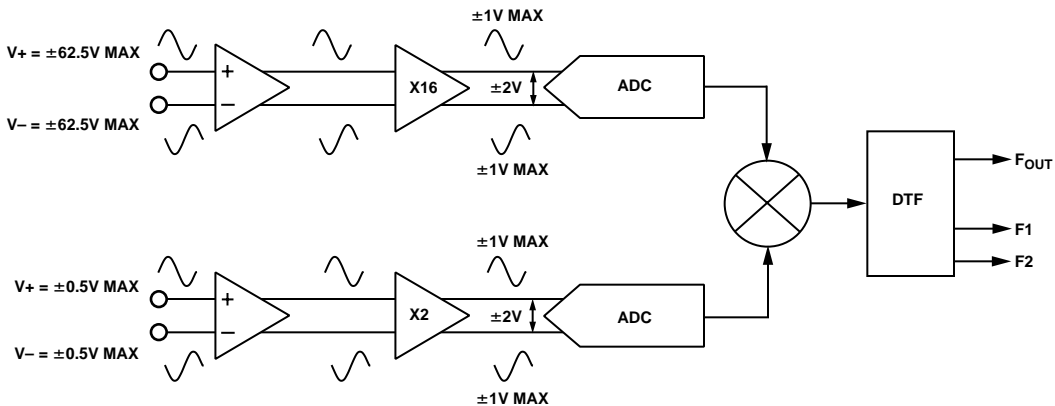 ±1V MAX
V+ = ±62.5V MAX
+
X16
±2V
ADC
−
V− = ±62.5V MAX
±1V MAX
DTF
FOUT
F1
F2
±1V MAX
V+ = ±0.5V MAX
+
X2
±2V
ADC
−
V− = ±0.5V MAX
±1V MAX